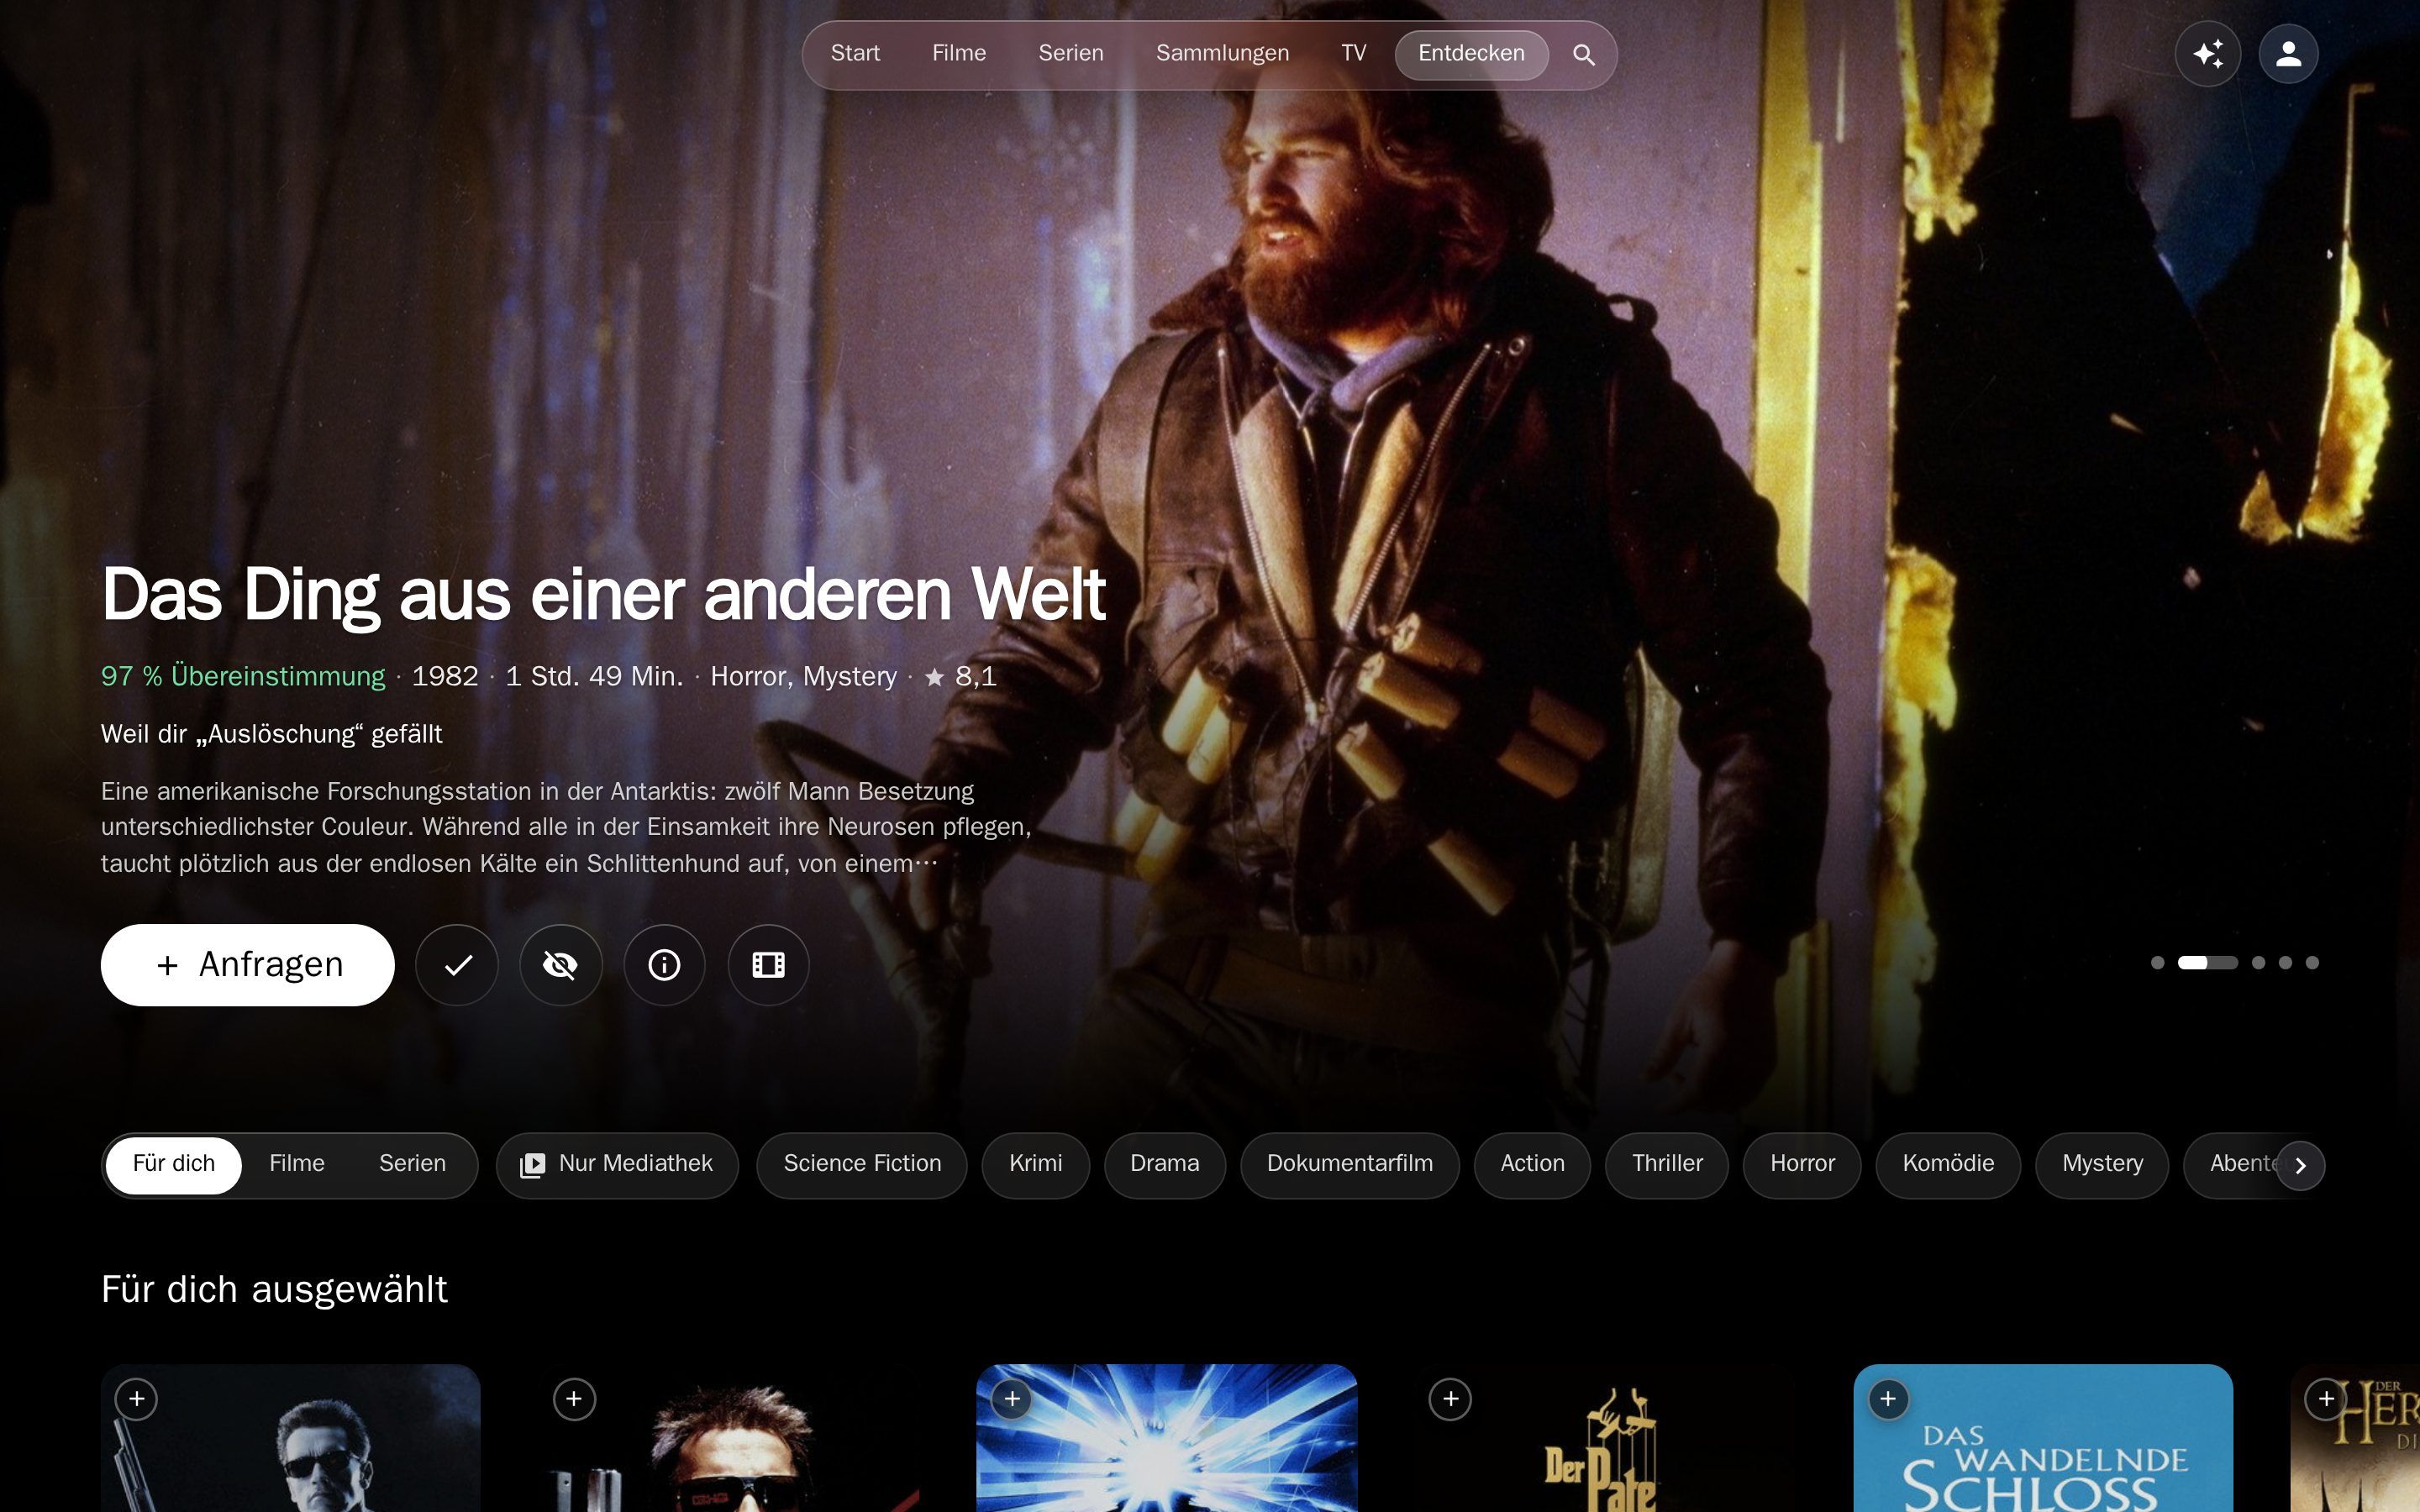 Start Filme Serien Sammlungen TV Entdecken
Das Ding aus einer anderen Welt
97 % Übereinstimmung · 1982 · 1 Std. 49 Min. · Horror, Mystery · ★ 8,1
Weil dir „Auslöschung“ gefällt
Eine amerikanische Forschungsstation in der Antarktis: zwölf Mann Besetzung
unterschiedlichster Couleur. Während alle in der Einsamkeit ihre Neurosen pflegen,
taucht plötzlich aus der endlosen Kälte ein Schlittenhund auf, von einem…
+ Anfragen
Für dich Filme Serien Nur Mediathek Science Fiction Krimi Drama Dokumentarfilm Action Thriller Horror Komödie Mystery
Für dich ausgewählt
Der Pate
DAS
WANDELNDE
SCHLOSS
DER